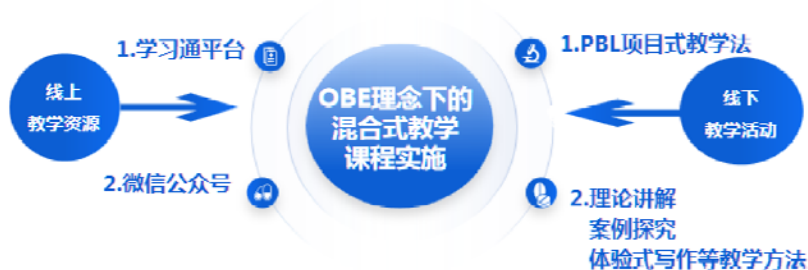 线上
教学资源
1.学习通平台
2.微信公众号
OBE理念下的
混合式教学
课程实施
1.PBL项目式教学法
2.理论讲解
案例探究
体验式写作等教学方法
线下
教学活动